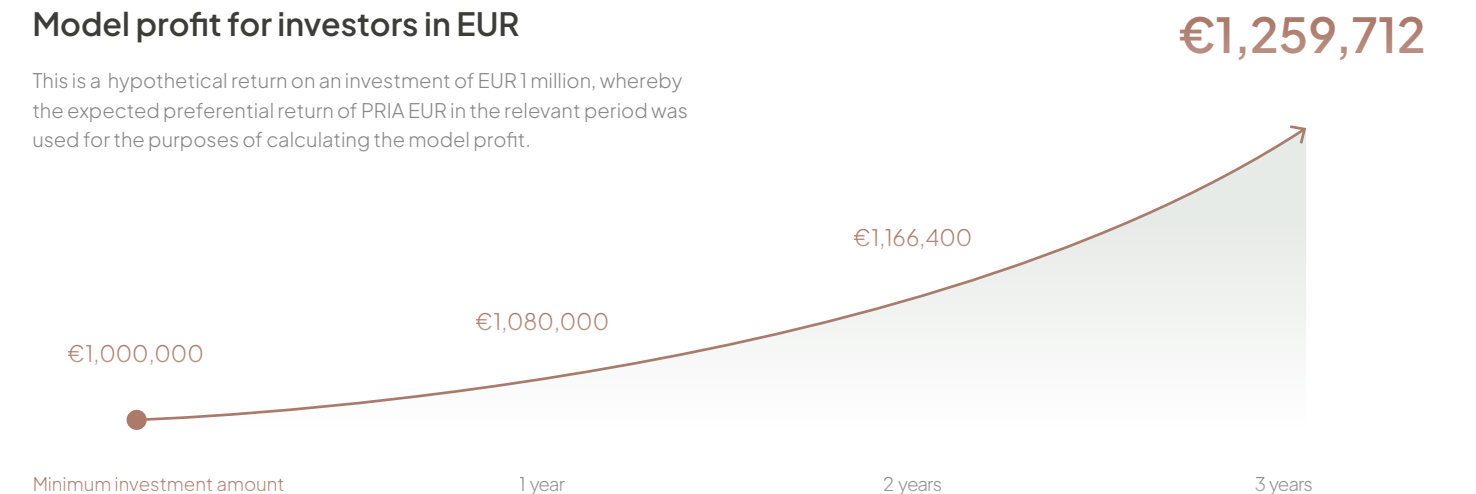 Model profit for investors in EUR
€1,259,712
This is a hypothetical return on an investment of EUR 1 million, whereby
the expected preferential return of PRIA EUR in the relevant period was
used for the purposes of calculating the model profit.
€1,166,400
€1,080,000
€1,000,000
Minimum investment amount
1 year
2 years
3 years